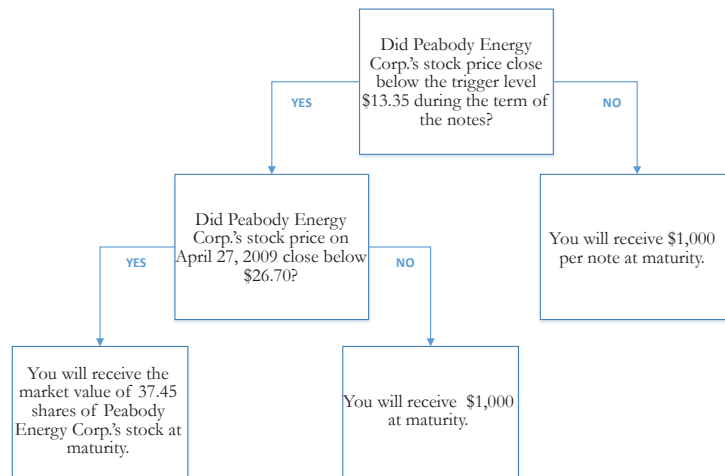 Did Peabody Energy
Corp.'s stock price close
below the trigger level
$13.35 during the term of
the notes?
YES
NO
Did Peabody Energy
Corp.'s stock price on
April 27, 2009 close below
$26.70?
You will receive $1,000
per note at maturity.
YES
NO
You will receive the
market value of 37.45
shares of Peabody
Energy Corp.'s stock at
maturity.
You will receive $1,000
at maturity.